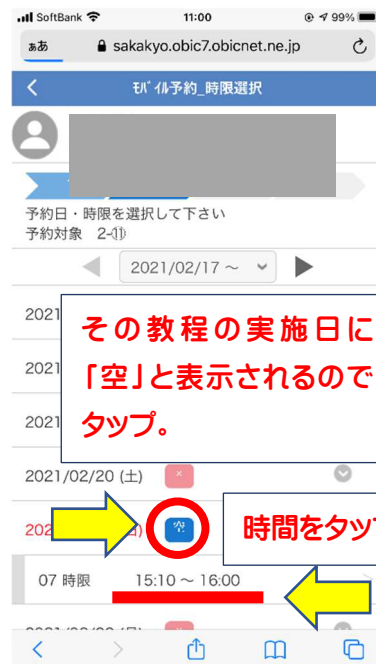 SoftBank 11:00 99%
ぁあ sakakyo.obic7.obicnet.ne.jp
ﾓﾊﾞｲﾙ予約_時限選択
予約日・時限を選択して下さい
予約対象 2-⑪
2021/02/17 ～
2021
その教程の実施日に
2021
「空」と表示されるので
2021
タップ。
2021/02/20 (土) ×
202 空
時間をタッ
07 時限 15:10 ～ 16:00